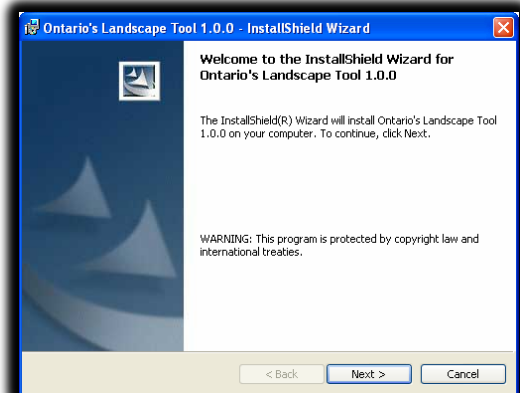 Ontario's Landscape Tool 1.0.0 - InstallShield Wizard
Welcome to the InstallShield Wizard for
Ontario's Landscape Tool 1.0.0
The InstallShield(R) Wizard will install Ontario's Landscape Tool
1.0.0 on your computer. To continue, click Next.
WARNING: This program is protected by copyright law and
international treaties.
< Back
Next >
Cancel